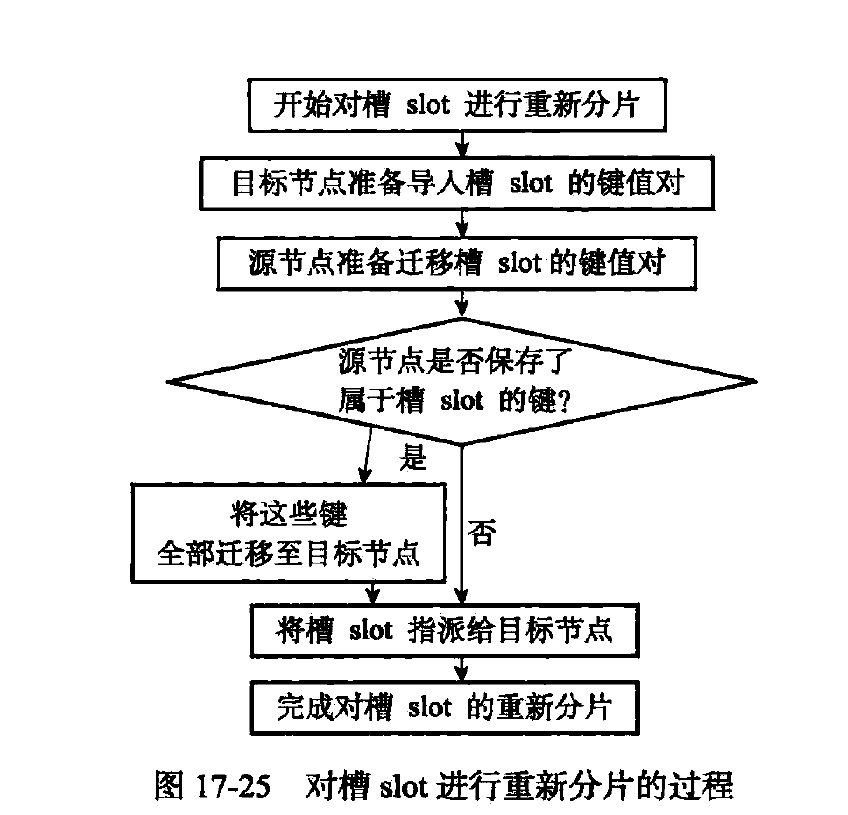 开始对槽 slot 进行重新分片
目标节点准备导入槽 slot 的键值对
源节点准备迁移槽 slot的键值对
源节点是否保存了
属于槽 slot 的键?
是
将这些键
全部迁移至目标节点
否
将槽 slot 指派给目标节点
完成对槽 slot 的重新分片
图 17-25 对槽 slot 进行重新分片的过程